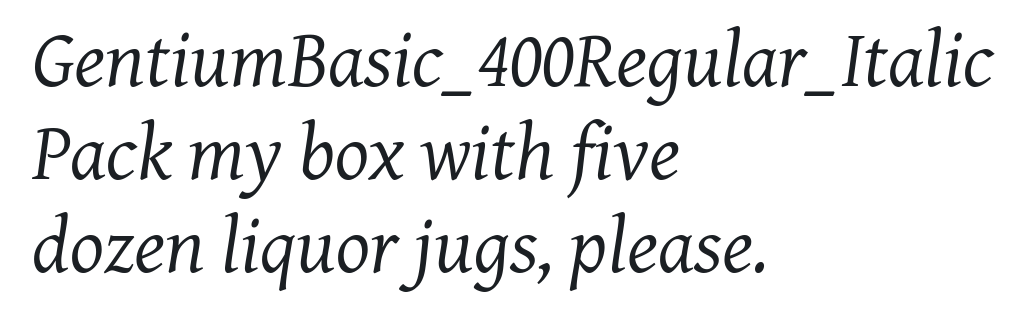 GentiumBasic_400Regular_Italic
Pack my box with five
dozen liquor jugs, please.